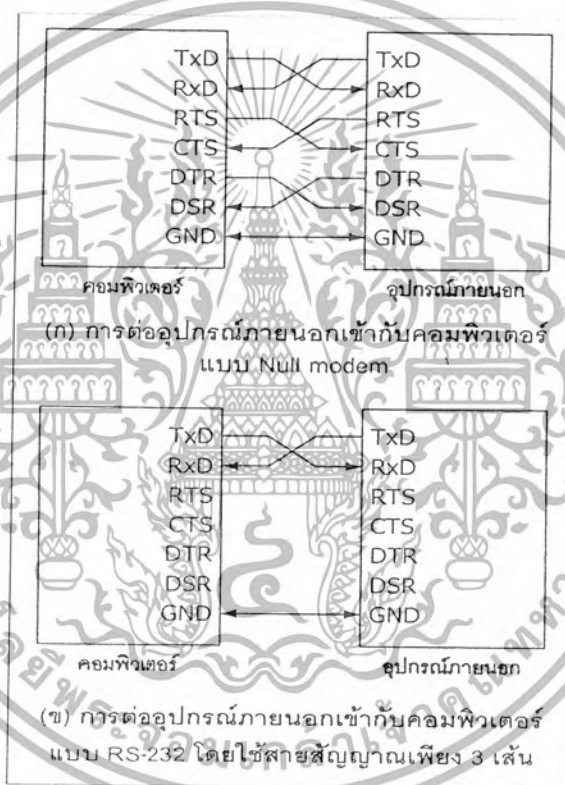 TxD TxD
RxD RxD
RTS RTS
CTS CTS
DTR DTR
DSR DSR
GND GND
คอมพิวเตอร์ อุปกรณ์ภายนอก
(ก) การต่ออุปกรณ์ภายนอกเข้ากับคอมพิวเตอร์
แบบ Null modem
TxD TxD
RxD RxD
RTS RTS
CTS CTS
DTR DTR
DSR DSR
GND GND
คอมพิวเตอร์ อุปกรณ์ภายนอก
(ข) การต่ออุปกรณ์ภายนอกเข้ากับคอมพิวเตอร์
แบบ RS-232 โดยใช้สายสัญญาณเพียง 3 เส้น